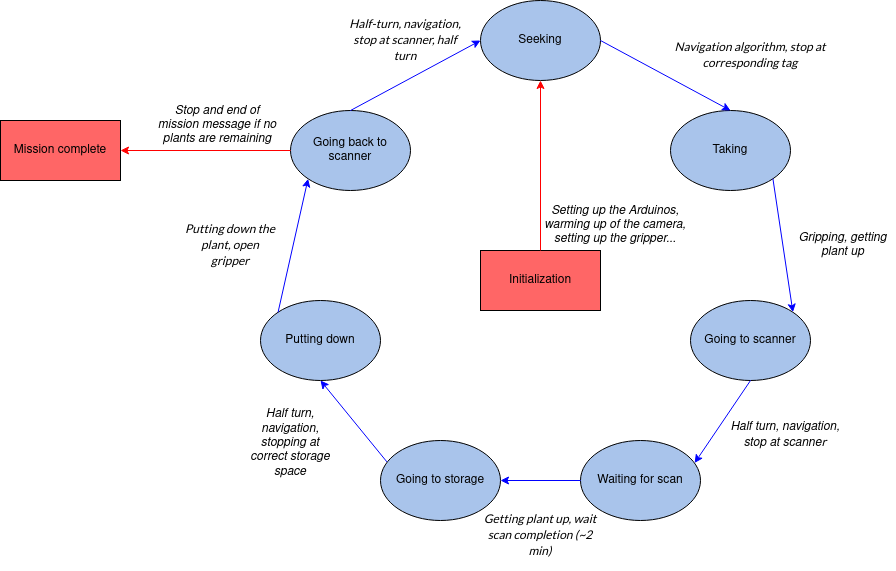 Half-turn, navigation,
stop at scanner, half
turn
Seeking
Navigation algorithm, stop at
corresponding tag
Stop and end of
mission message if no
plants are remaining
Mission complete
Going back to
scanner
Taking
Setting up the Arduinos,
warming up of the camera,
setting up the gripper...
Putting down the
plant, open
gripper
Gripping, getting
plant up
Initialization
Putting down
Going to scanner
Half turn,
navigation,
stopping at
correct storage
space
Half turn, navigation,
stop at scanner
Going to storage
Waiting for scan
Getting plant up, wait
scan completion (~2
min)